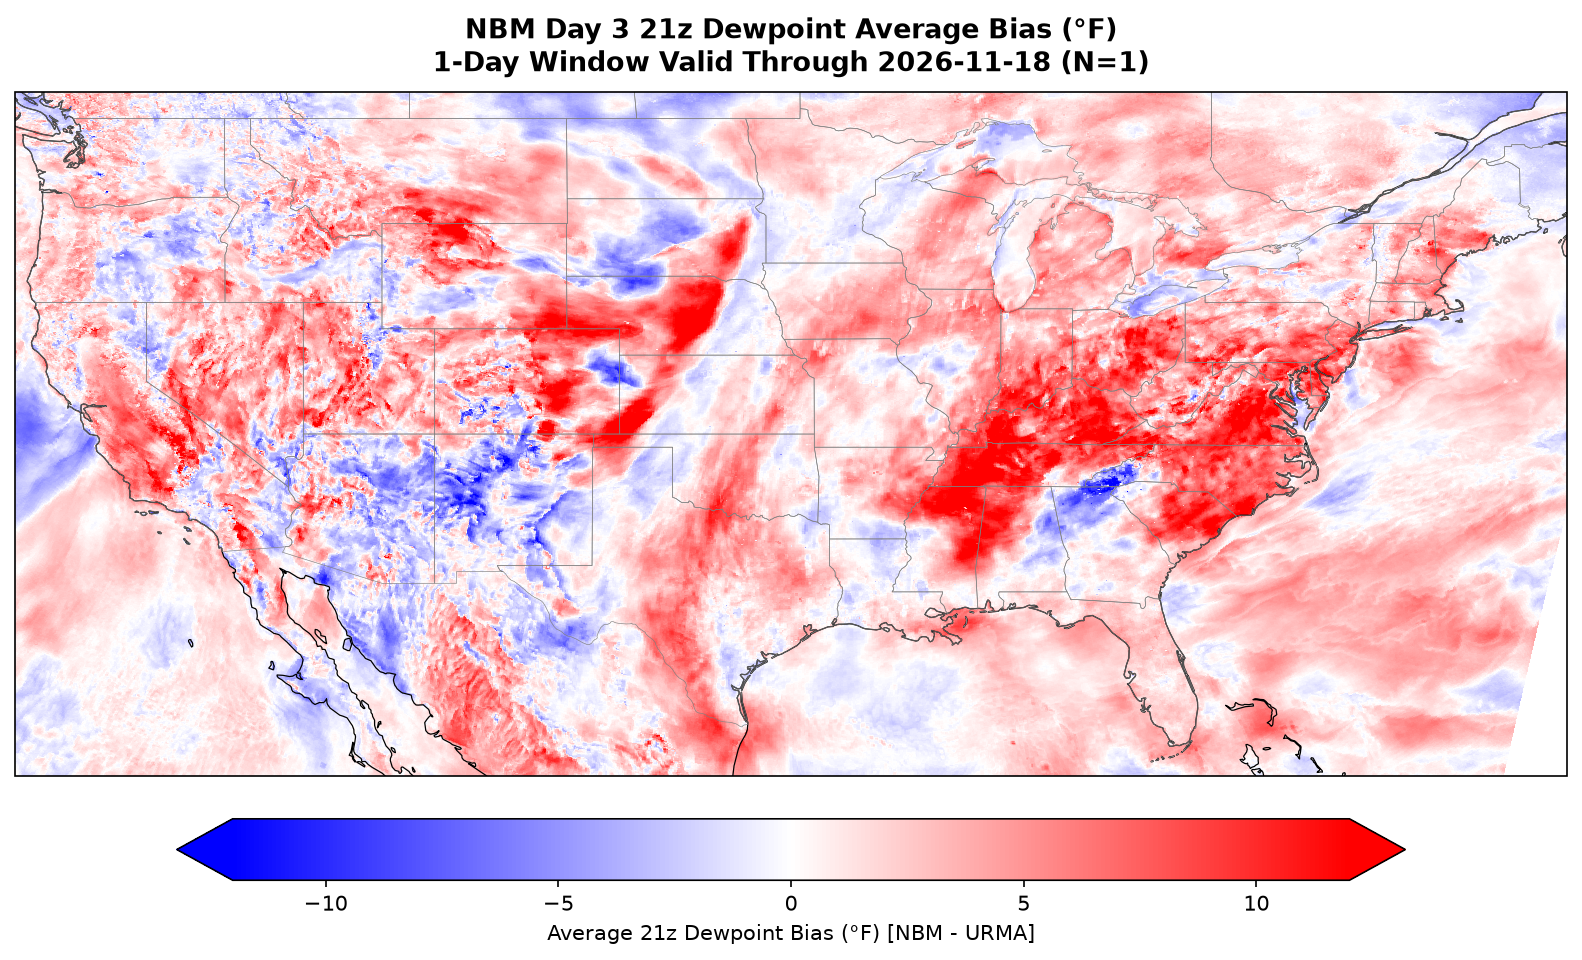 NBM Day 3 21z Dewpoint Average Bias (°F)
1-Day Window Valid Through 2026-11-18 (N=1)
−10 −5 0 5 10
Average 21z Dewpoint Bias (°F) [NBM - URMA]